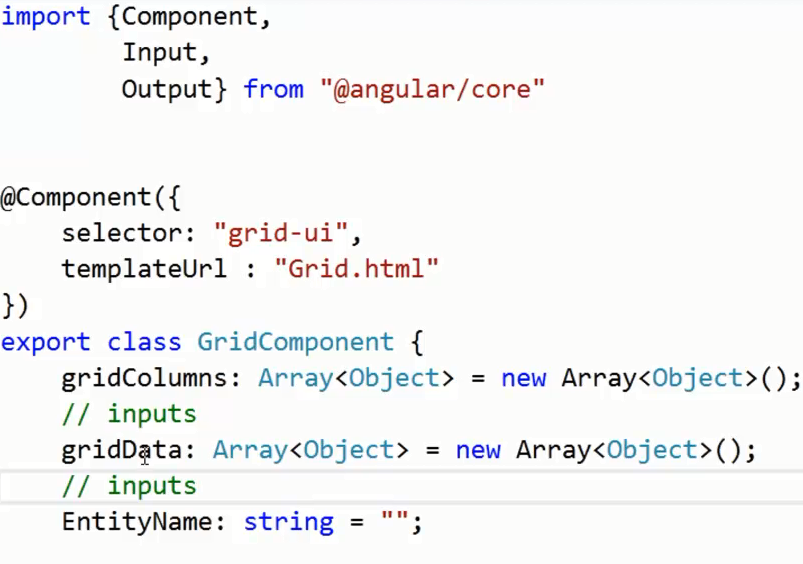 import {Component,
Input,
Output} from "@angular/core"
@Component({
selector: "grid-ui",
templateUrl : "Grid.html"
})
export class GridComponent {
gridColumns: Array<Object> = new Array<Object>();
// inputs
gridData: Array<Object> = new Array<Object>();
// inputs
EntityName: string = "";